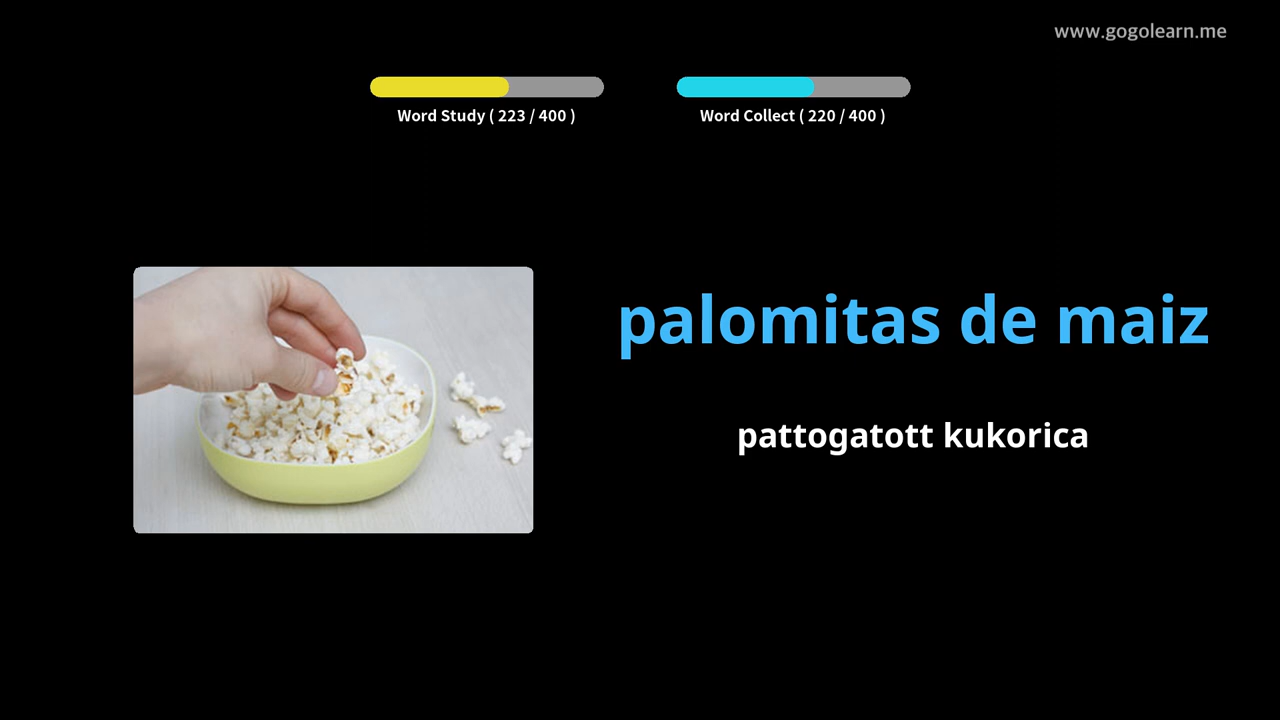 www.gogolearn.me
Word Study ( 223 / 400 )
Word Collect ( 220 / 400 )
palomitas de maiz
pattogatott kukorica